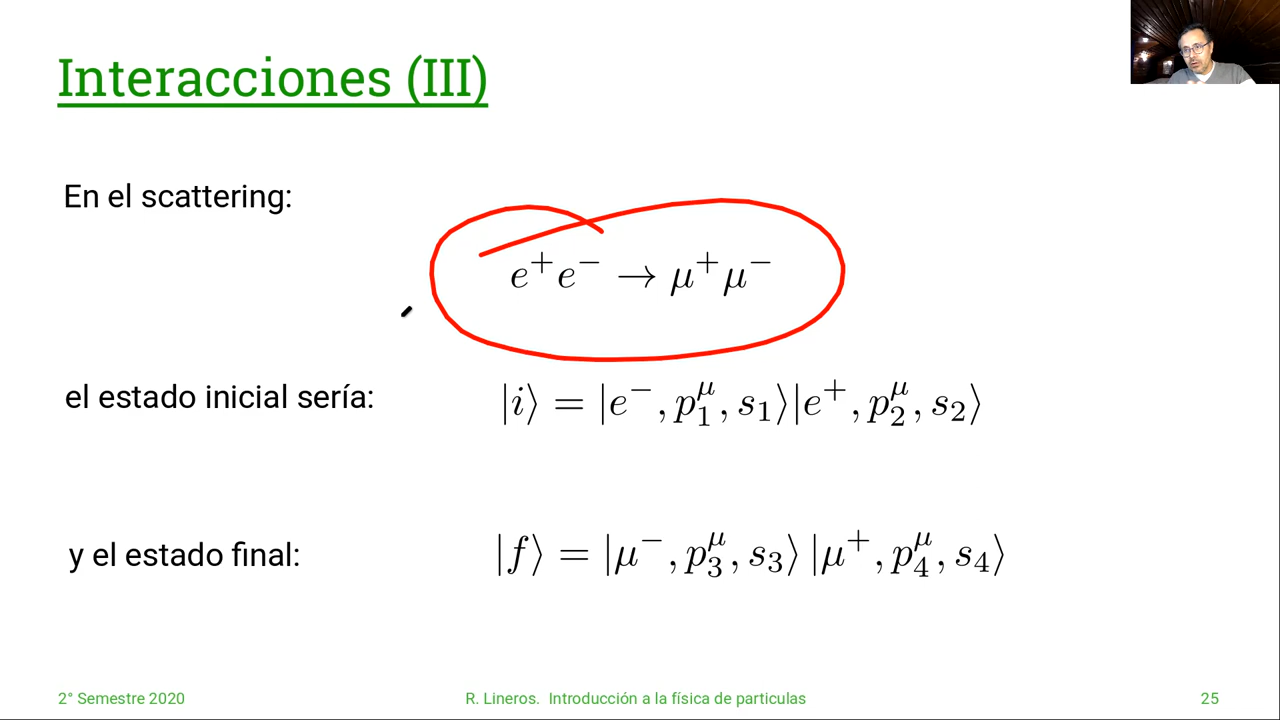 Interacciones (III)
En el scattering:
e⁺e⁻ → μ⁺μ⁻
el estado inicial sería: |i⟩ = |e⁻, p₁^μ, s₁⟩|e⁺, p₂^μ, s₂⟩
y el estado final: |f⟩ = |μ⁻, p₃^μ, s₃⟩ |μ⁺, p₄^μ, s₄⟩
2° Semestre 2020 R. Lineros. Introducción a la física de particulas 25